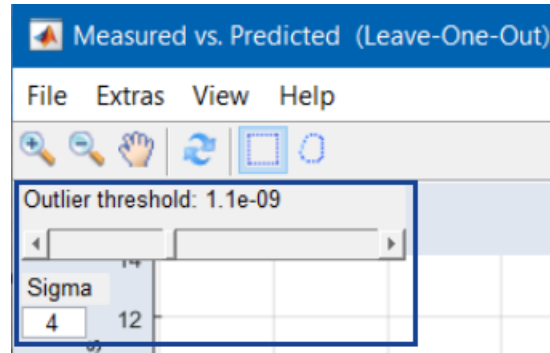 Measured vs. Predicted (Leave-One-Out)
File Extras View Help
Outlier threshold: 1.1e-09
14
Sigma
4
12